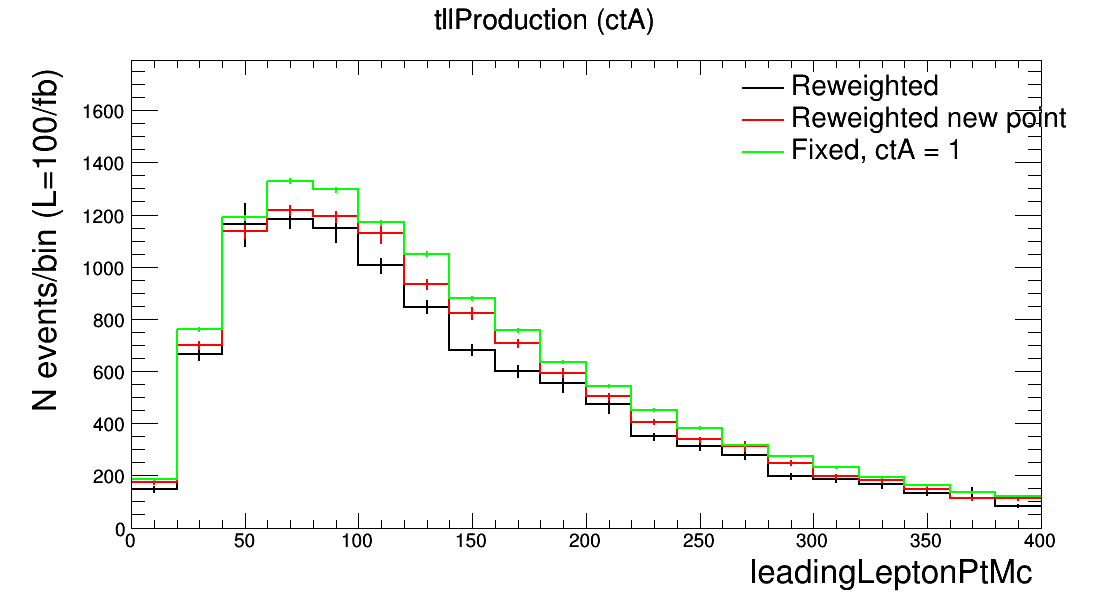 tllProduction (ctA)
N events/bin (L=100/fb)
Reweighted
Reweighted new point
Fixed, ctA = 1
1600
1400
1200
1000
800
600
400
200
0
0 50 100 150 200 250 300 350 400
leadingLeptonPtMc